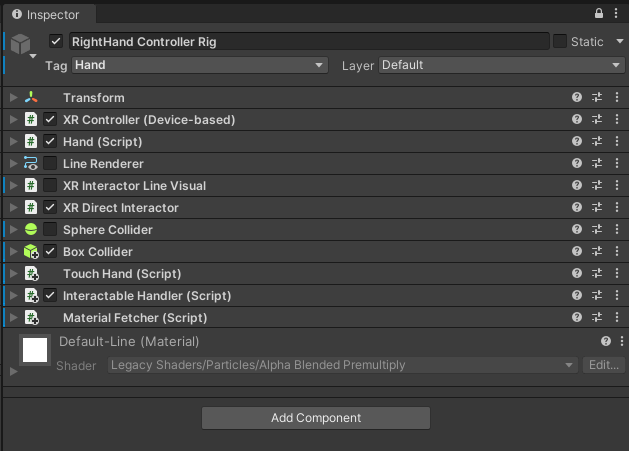 Inspector
RightHand Controller Rig Static
Tag Hand Layer Default
Transform
XR Controller (Device-based)
Hand (Script)
Line Renderer
XR Interactor Line Visual
XR Direct Interactor
Sphere Collider
Box Collider
Touch Hand (Script)
Interactable Handler (Script)
Material Fetcher (Script)
Default-Line (Material)
Shader Legacy Shaders/Particles/Alpha Blended Premultiply Edit...
Add Component